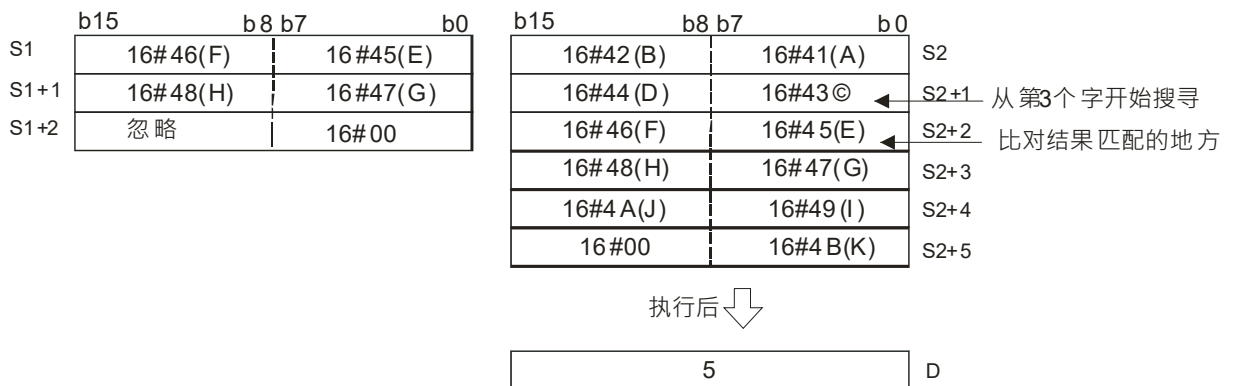 b15 b8 b7 b0 b15 b8 b7 b0
S1 16#46(F) 16#45(E) 16#42(B) 16#41(A) S2
S1+1 16#48(H) 16#47(G) 16#44(D) 16#43© S2+1 从第3个字开始搜寻
S1+2 忽略 16#00 16#46(F) 16#45(E) S2+2 比对结果匹配的地方
16#48(H) 16#47(G) S2+3
16#4A(J) 16#49(I) S2+4
16#00 16#4B(K) S2+5
执行后
5 D